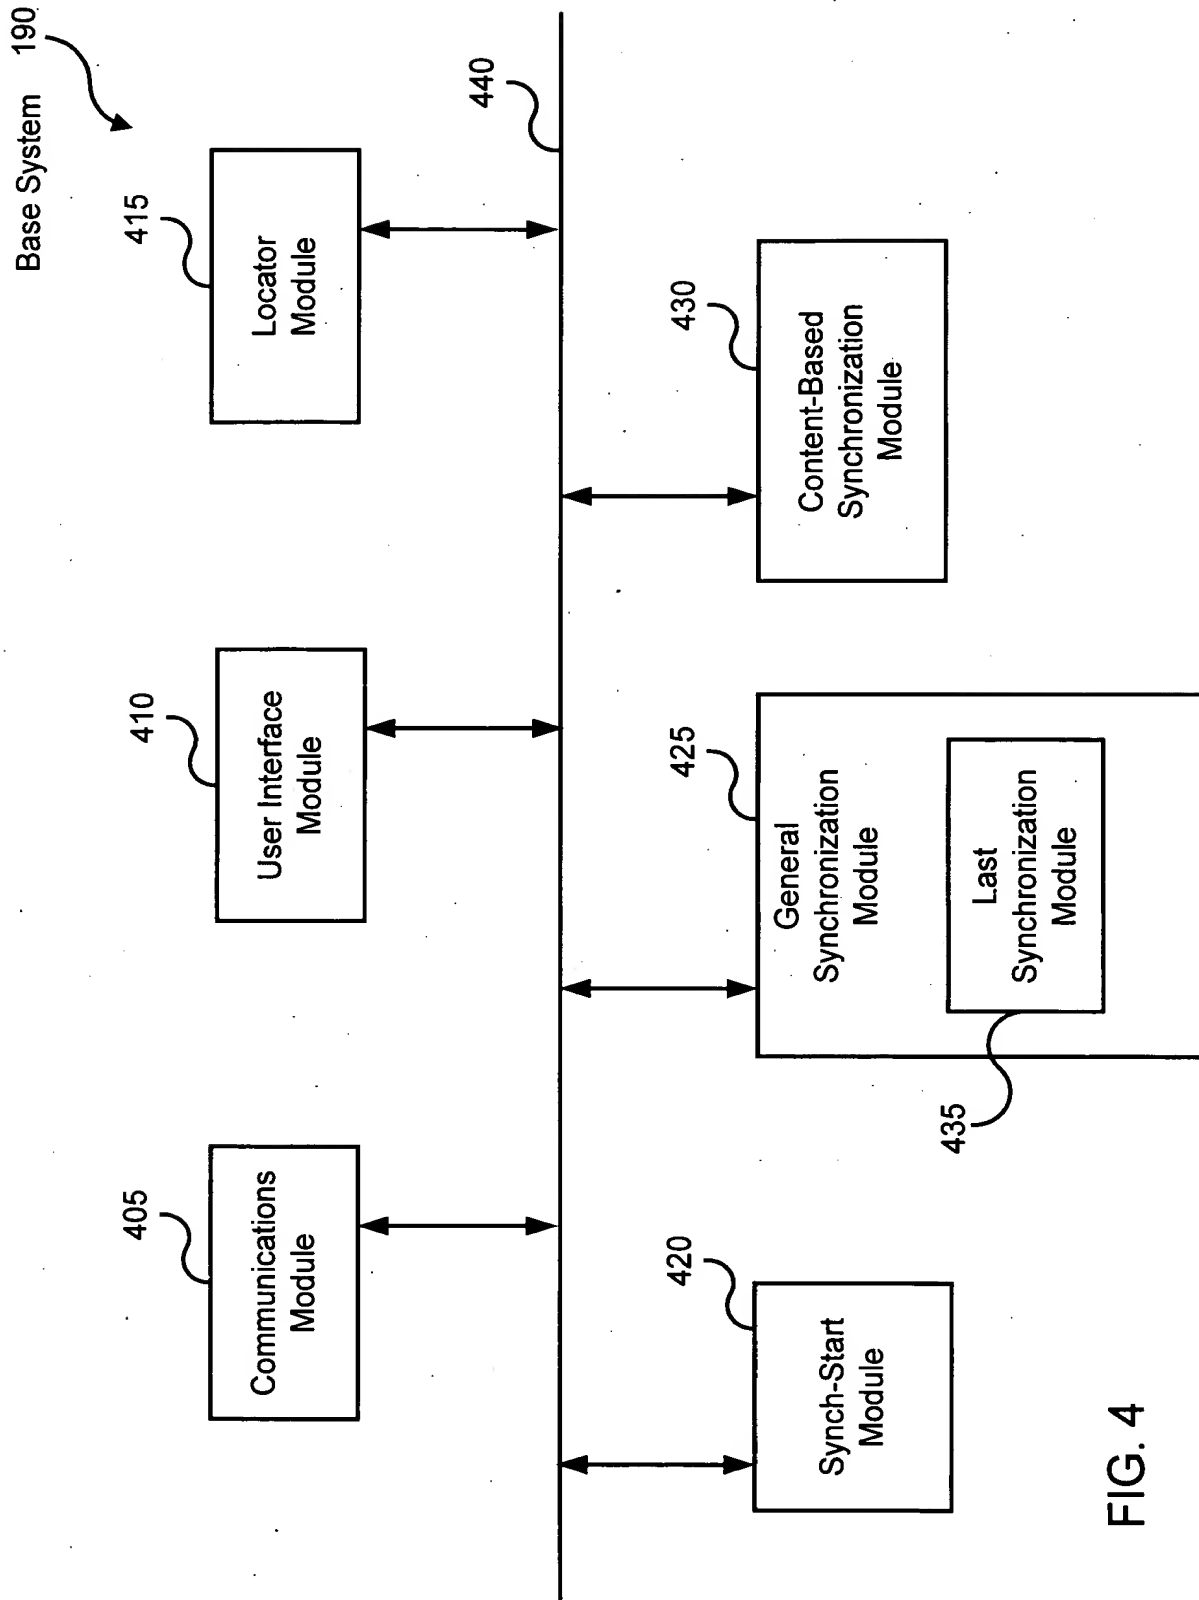 Base System 190
405
Communications
Module
410
User Interface
Module
415
Locator
Module
440
420
Synch-Start
Module
425
General
Synchronization
Module
Last
Synchronization
Module
435
430
Content-Based
Synchronization
Module
FIG. 4